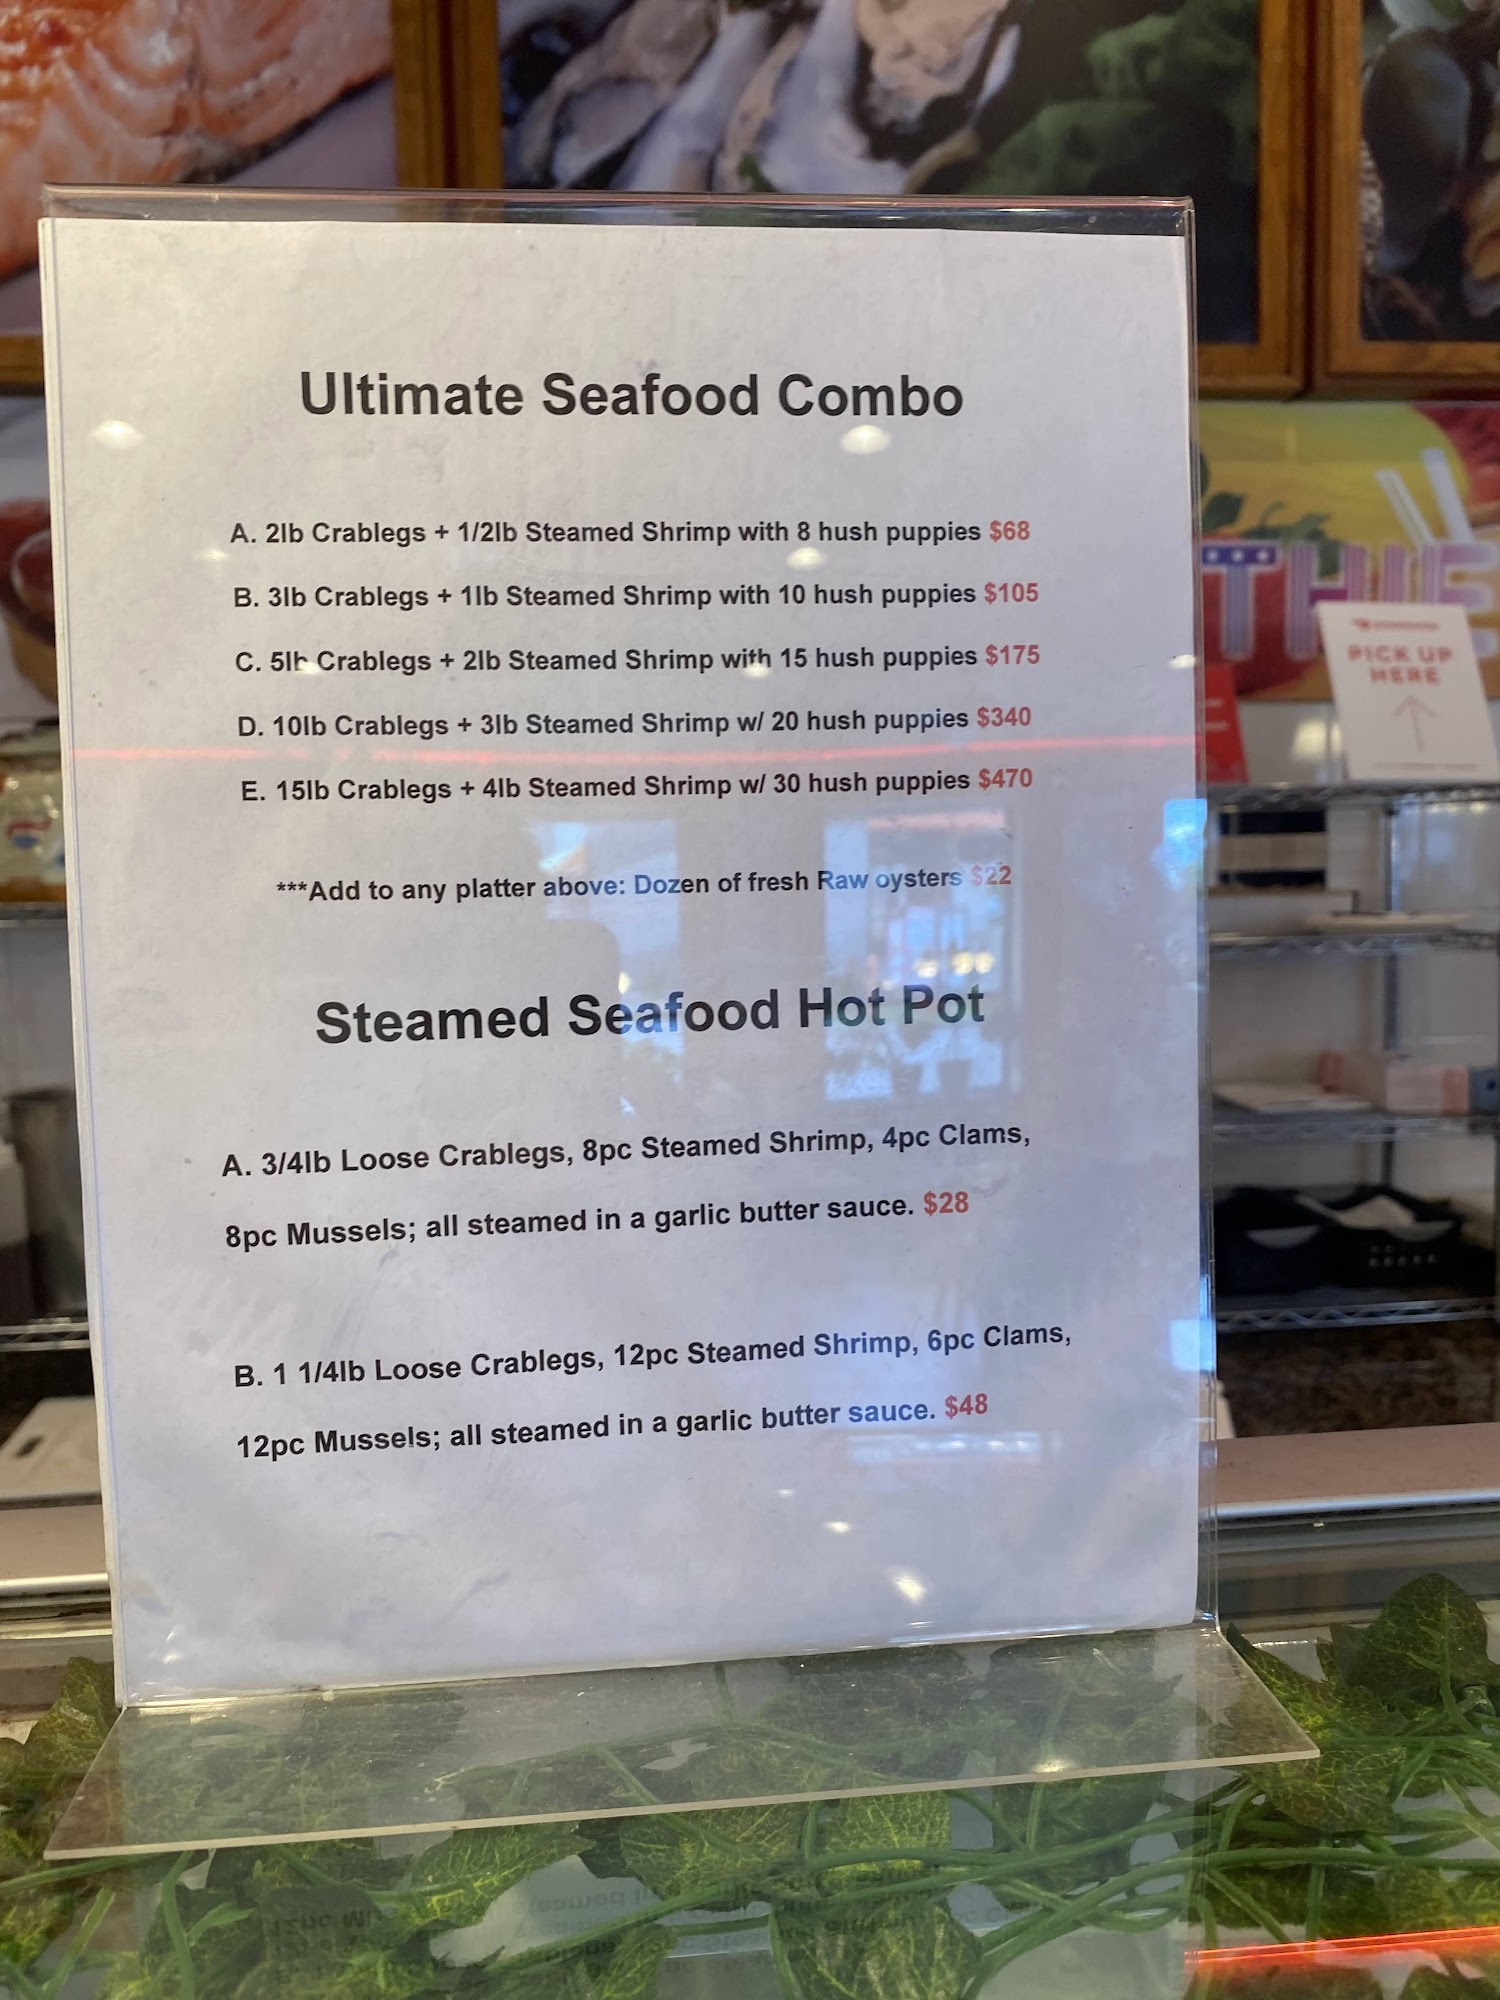 Ultimate Seafood Combo
A. 2lb Crablegs + 1/2lb Steamed Shrimp with 8 hush puppies $68
B. 3lb Crablegs + 1lb Steamed Shrimp with 10 hush puppies $105
C. 5lb Crablegs + 2lb Steamed Shrimp with 15 hush puppies $175
D. 10lb Crablegs + 3lb Steamed Shrimp w/ 20 hush puppies $340
E. 15lb Crablegs + 4lb Steamed Shrimp w/ 30 hush puppies $470
***Add to any platter above: Dozen of fresh Raw oysters $22
Steamed Seafood Hot Pot
A. 3/4lb Loose Crablegs, 8pc Steamed Shrimp, 4pc Clams,
8pc Mussels; all steamed in a garlic butter sauce. $28
B. 1 1/4lb Loose Crablegs, 12pc Steamed Shrimp, 6pc Clams,
12pc Mussels; all steamed in a garlic butter sauce. $48
THIE
PICK UP
HERE